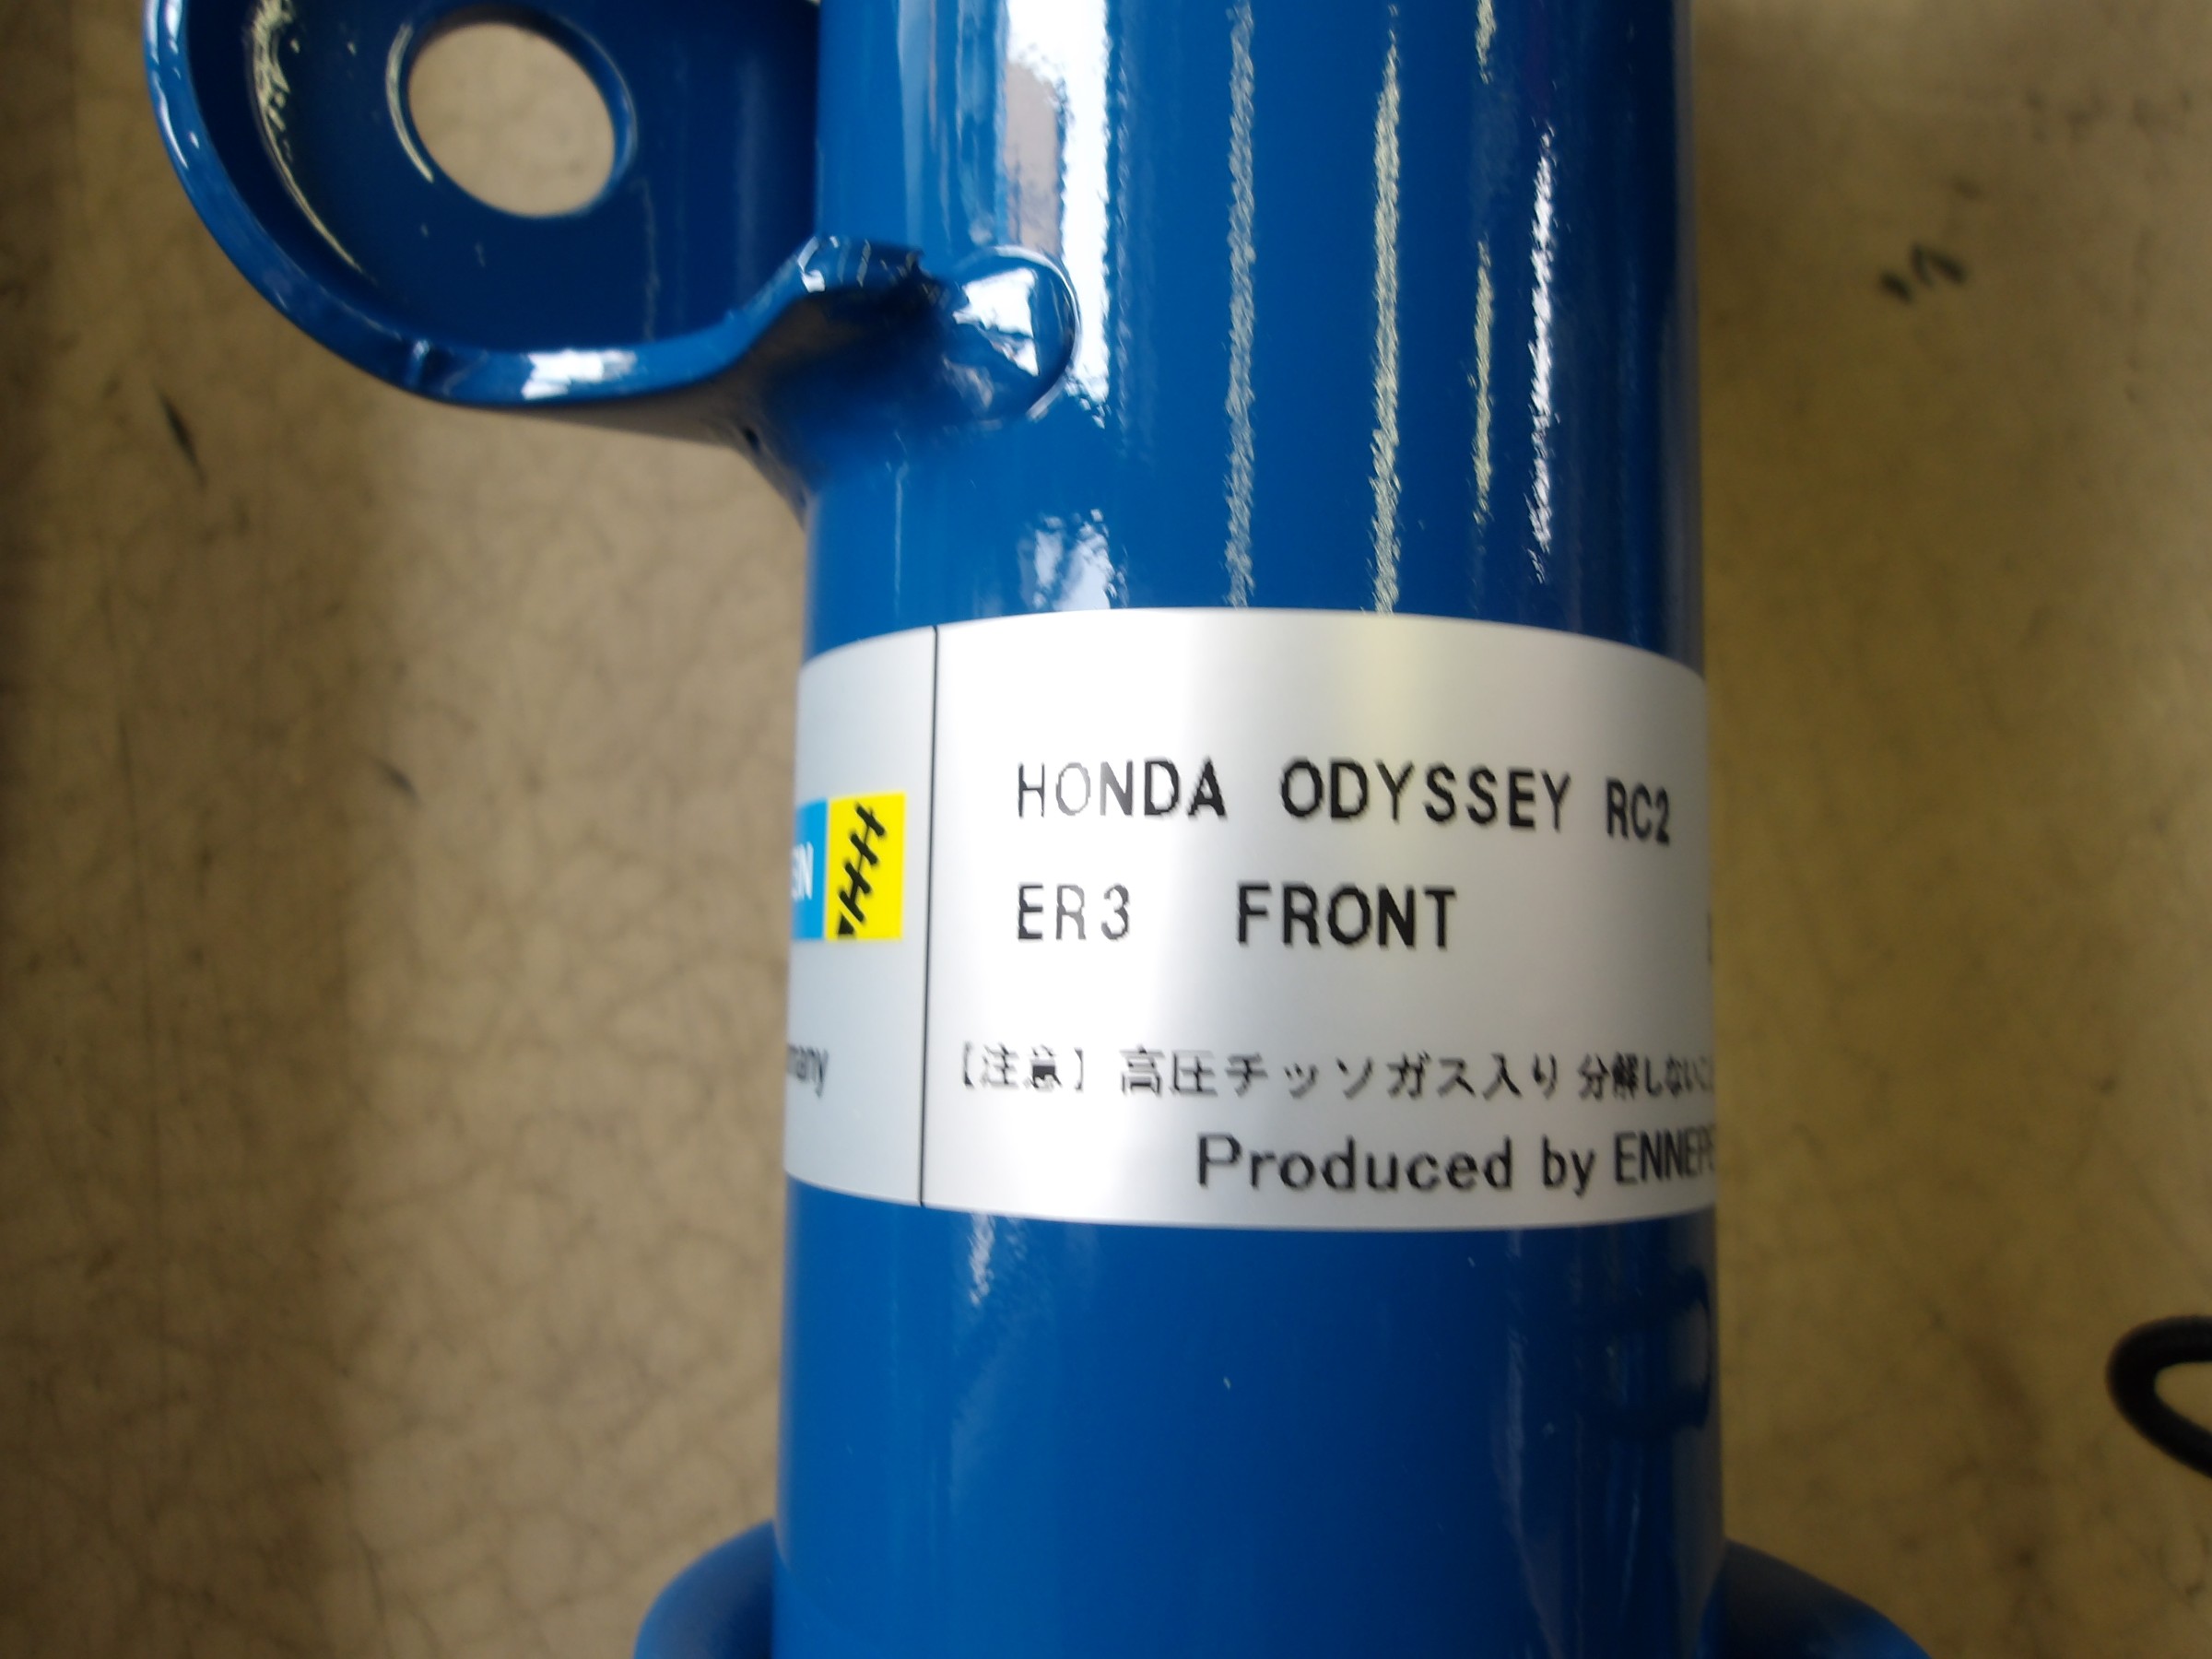 HONDA ODYSSEY RC2
ER3 FRONT
【注意】 高圧チッソガス入り 分解しない
Produced by